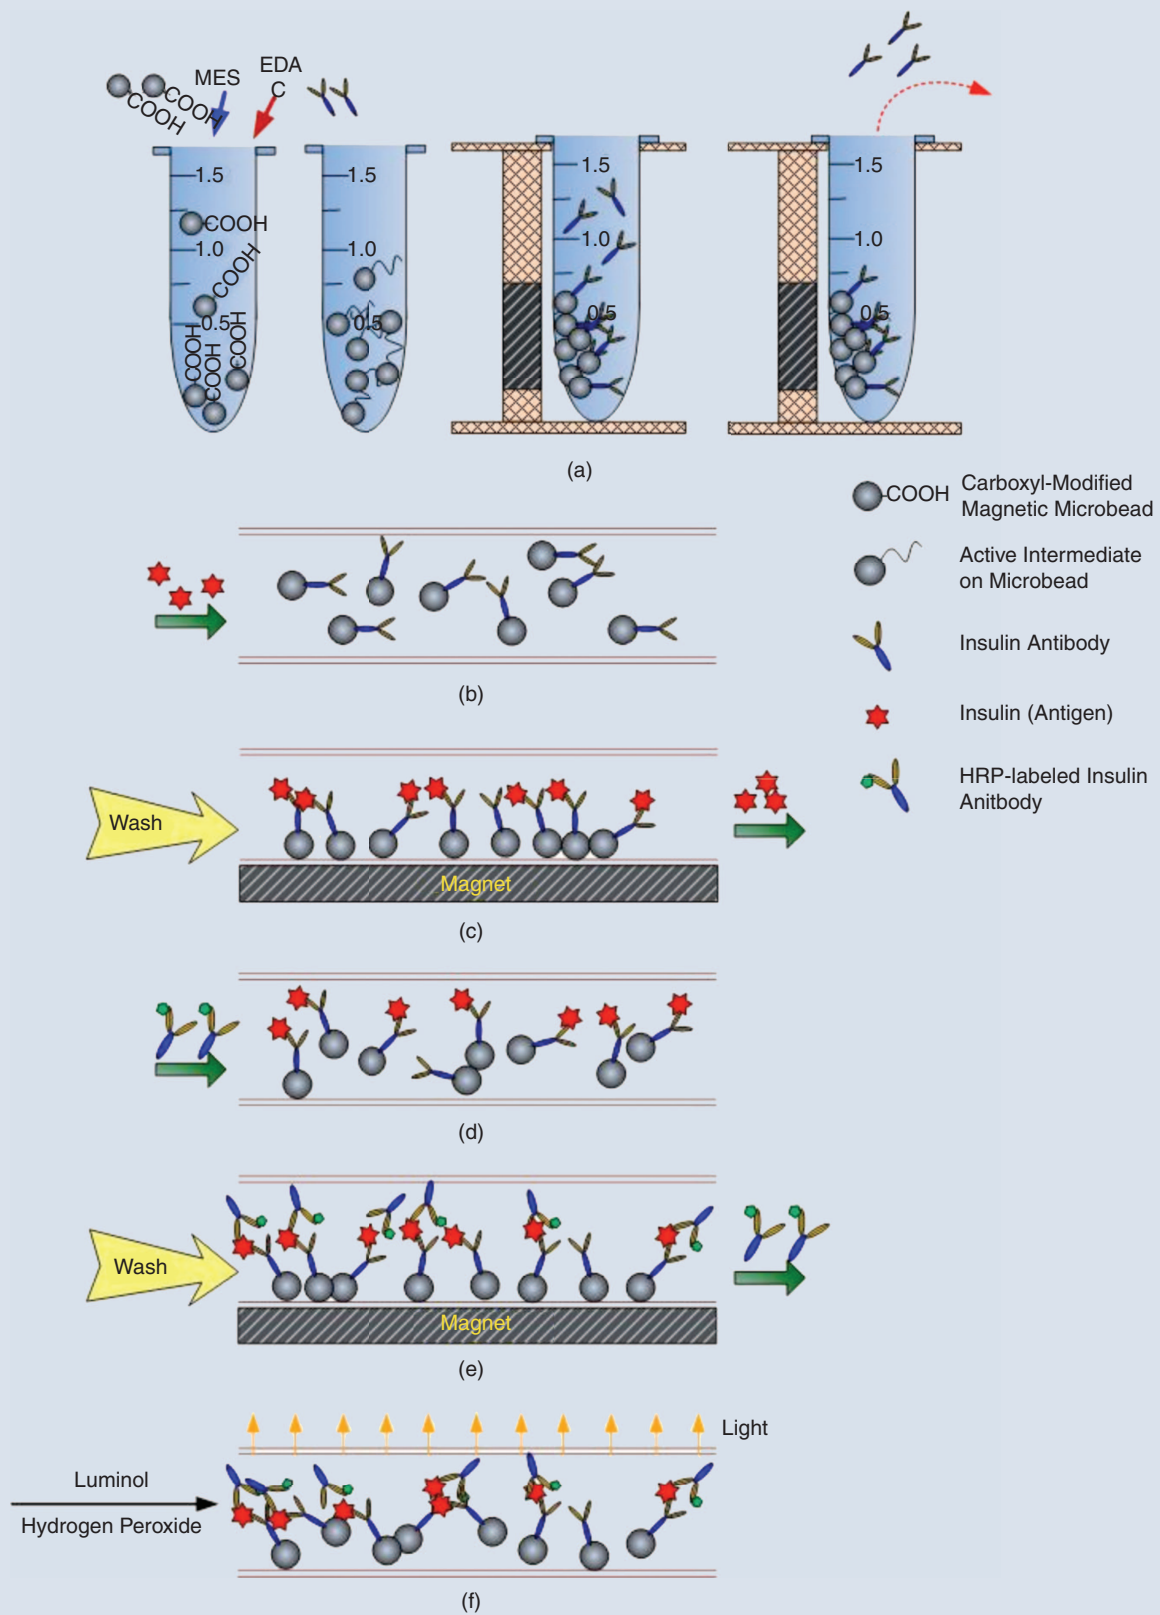 MES
EDA
C
COOH
COOH
1.5
1.5
1.5
1.5
COOH
1.0
1.0
1.0
1.0
COOH
0.5
0.5
0.5
0.5
COOH
COOH
COOH
(a)
COOH
Carboxyl-Modified
Magnetic Microbead
Active Intermediate
on Microbead
Insulin Antibody
Insulin (Antigen)
HRP-labeled Insulin
Anitbody
(b)
Wash
Magnet
(c)
(d)
Wash
Magnet
(e)
Light
Luminol
Hydrogen Peroxide
(f)